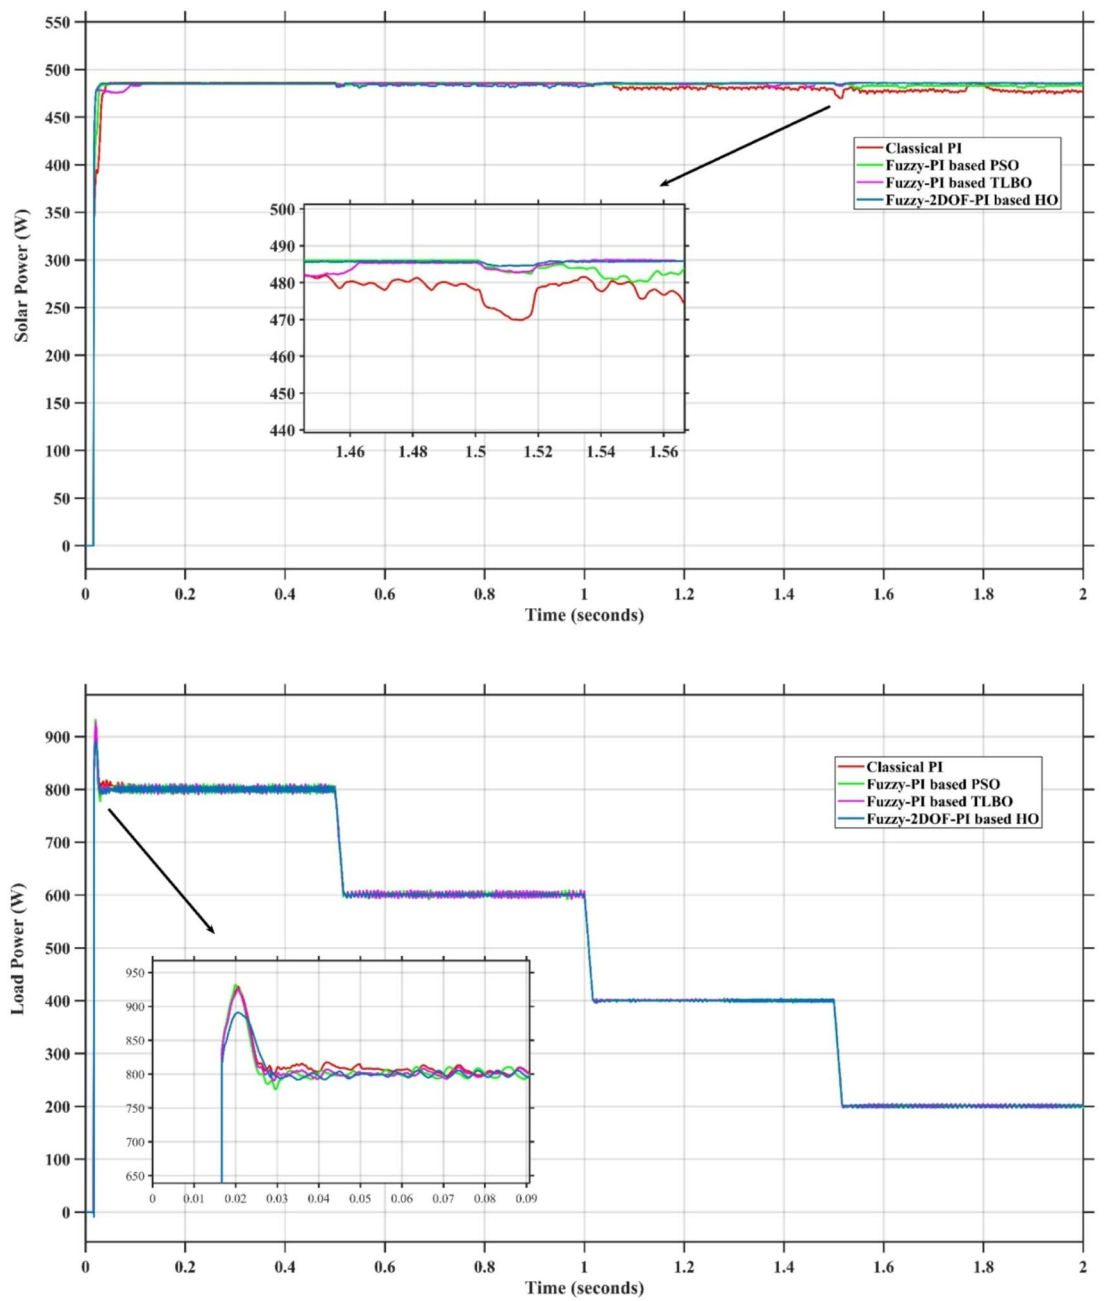 550
500
450
400
350
300
250
200
150
100
50
0
Solar Power (W)
Classical PI
Fuzzy-PI based PSO
Fuzzy-PI based TLBO
Fuzzy-2DOF-PI based HO
500
490
480
470
460
450
440
1.46 1.48 1.5 1.52 1.54 1.56
0 0.2 0.4 0.6 0.8 1 1.2 1.4 1.6 1.8 2
Time (seconds)
900
800
700
600
500
400
300
200
100
0
Load Power (W)
Classical PI
Fuzzy-PI based PSO
Fuzzy-PI based TLBO
Fuzzy-2DOF-PI based HO
950
900
850
800
750
700
650
0 0.01 0.02 0.03 0.04 0.05 0.06 0.07 0.08 0.09
0 0.2 0.4 0.6 0.8 1 1.2 1.4 1.6 1.8 2
Time (seconds)